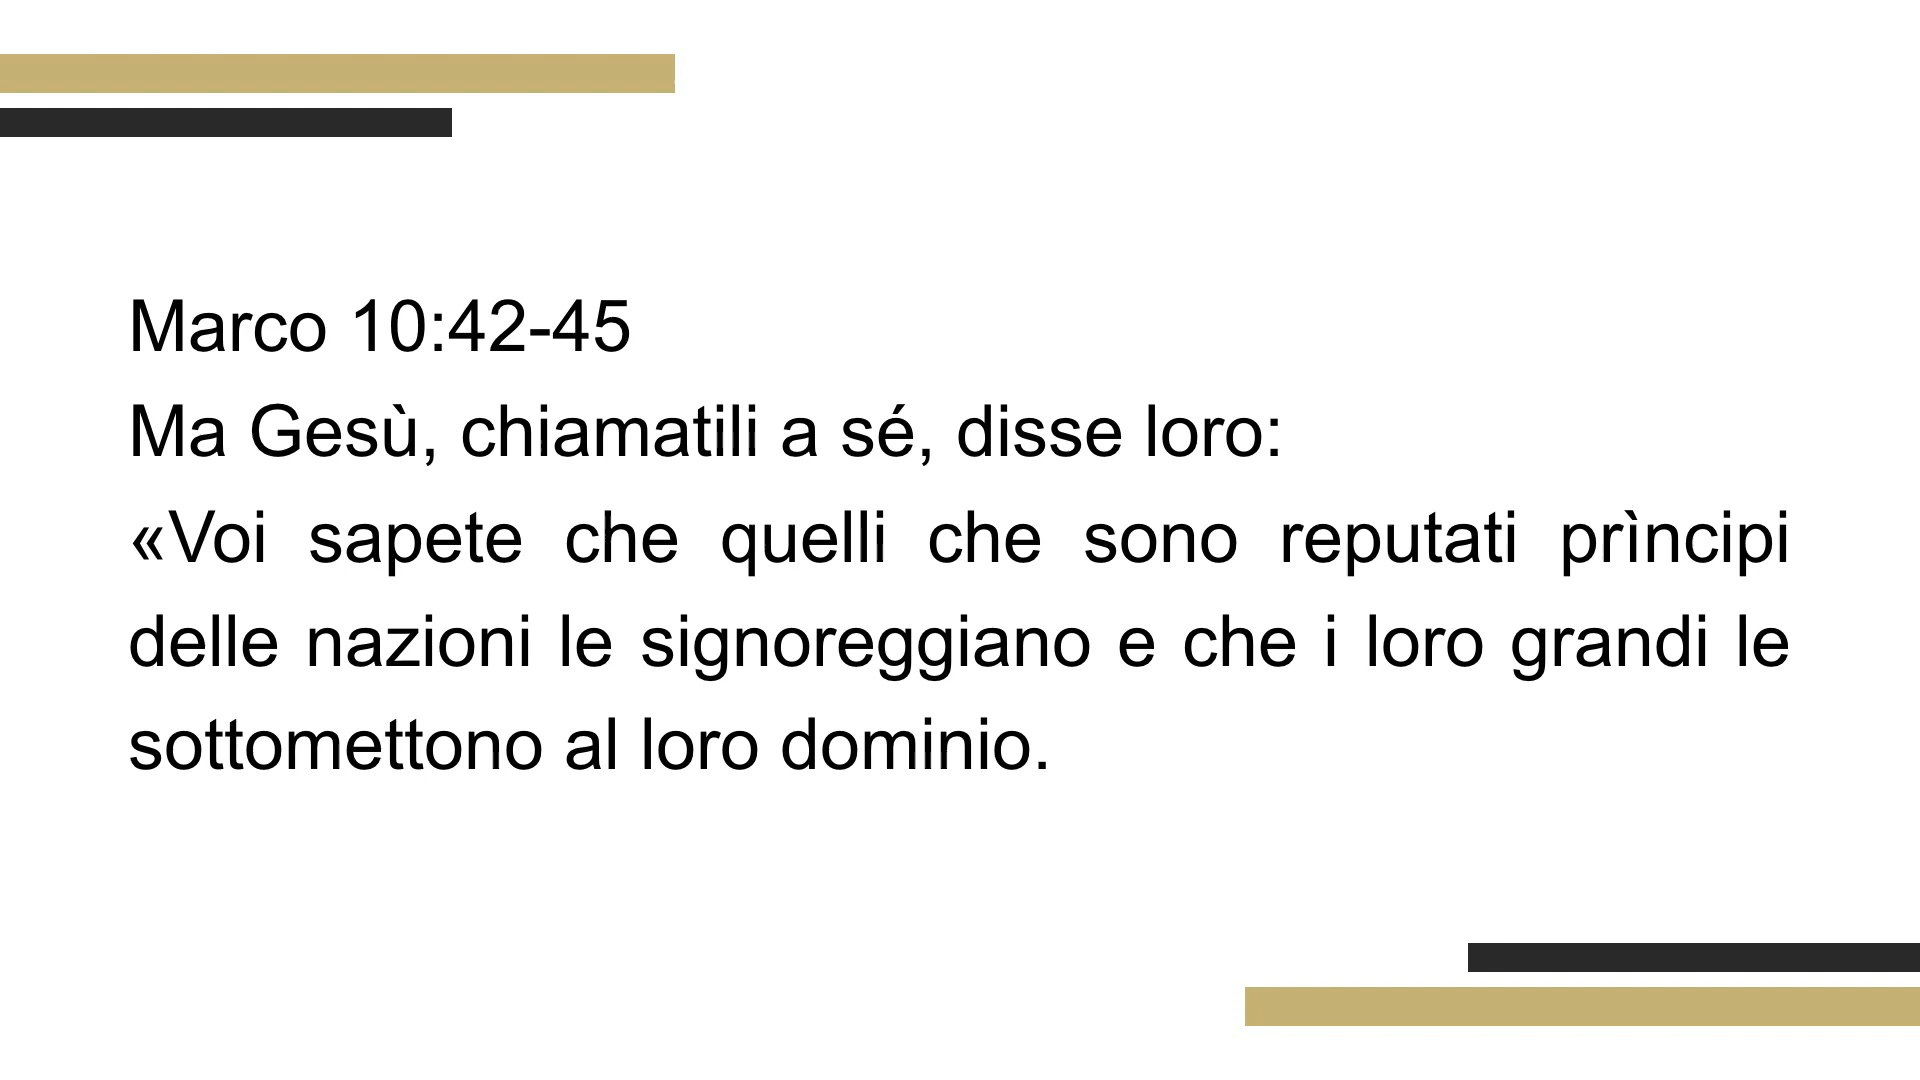 Marco 10:42-45
Ma Gesù, chiamatili a sé, disse loro:
«Voi sapete che quelli che sono reputati prìncipi
delle nazioni le signoreggiano e che i loro grandi le
sottomettono al loro dominio.